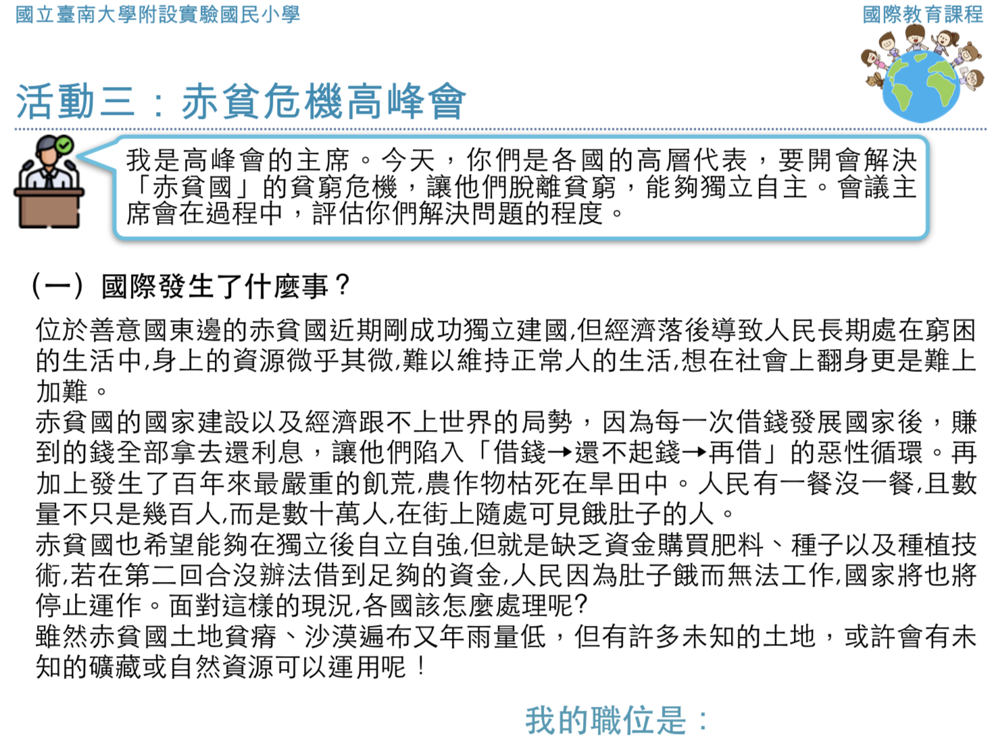 國立臺南大學附設實驗國民小學
國際教育課程
活動三：赤貧危機高峰會
我是高峰會的主席。今天，你們是各國的高層代表，要開會解決
「赤貧國」的貧窮危機，讓他們脫離貧窮，能夠獨立自主。會議主
席會在過程中，評估你們解決問題的程度。
（一）國際發生了什麼事？
位於善意國東邊的赤貧國近期剛成功獨立建國,但經濟落後導致人民長期處在窮困
的生活中,身上的資源微乎其微,難以維持正常人的生活,想在社會上翻身更是難上
加難。
赤貧國的國家建設以及經濟跟不上世界的局勢，因為每一次借錢發展國家後，賺
到的錢全部拿去還利息，讓他們陷入「借錢→還不起錢→再借」的惡性循環。再
加上發生了百年來最嚴重的飢荒,農作物枯死在旱田中。人民有一餐沒一餐,且數
量不只是幾百人,而是數十萬人,在街上隨處可見餓肚子的人。
赤貧國也希望能夠在獨立後自立自強,但就是缺乏資金購買肥料、種子以及種植技
術,若在第二回合沒辦法借到足夠的資金,人民因為肚子餓而無法工作,國家將也將
停止運作。面對這樣的現況,各國該怎麼處理呢?
雖然赤貧國土地貧瘠、沙漠遍布又年雨量低，但有許多未知的土地，或許會有未
知的礦藏或自然資源可以運用呢！
我的職位是：